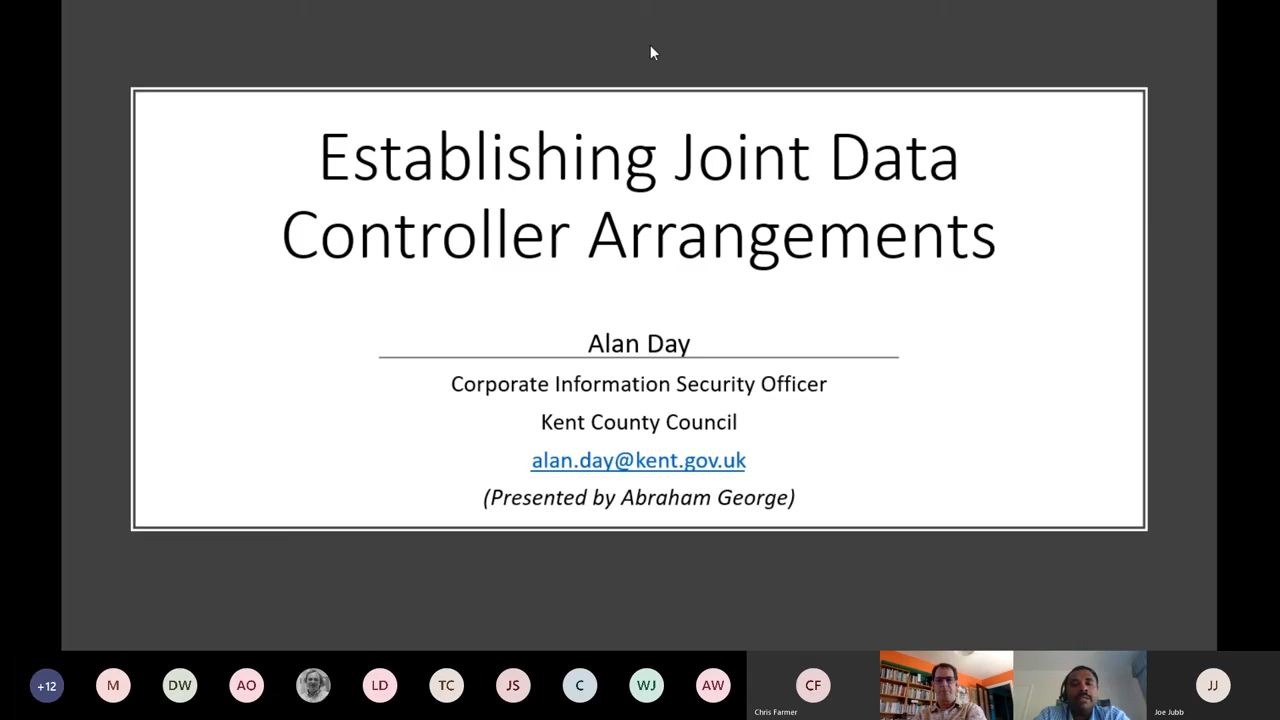 Establishing Joint Data
Controller Arrangements
Alan Day
Corporate Information Security Officer
Kent County Council
alan.day@kent.gov.uk
(Presented by Abraham George)
+12
M
DW
AO
LD
TC
JS
C
WJ
AW
CF
JJ
Chris Farmer
Joe Jubb